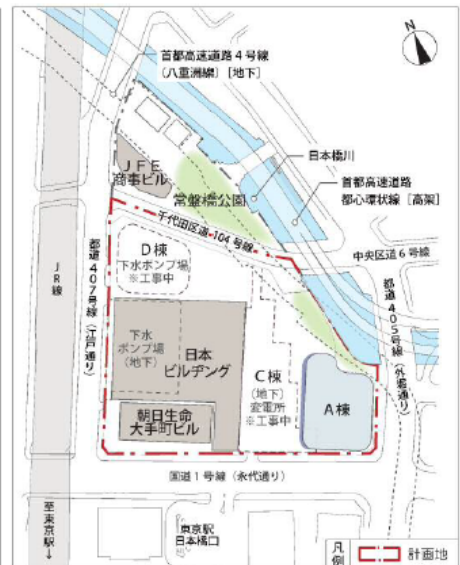 N
首都高速道路4号線
(八重洲線)[地下]
JFE
商事ビル
日本橋川
常盤橋公園
首都高速道路
都心環状線[高架]
千代田区道104号線
中央区道6号線
D棟
下水ポンプ場
※工事中
JR線
都道407号線(江戸通り)
都道405号線(外堀通り)
下水
ポンプ場
(地下)
日本
ビルヂング
C棟
(地下)
変電所
※工事中
A棟
朝日生命
大手町ビル
国道1号線(永代通り)
至東京駅↓
東京駅
日本橋口
凡例
計画地